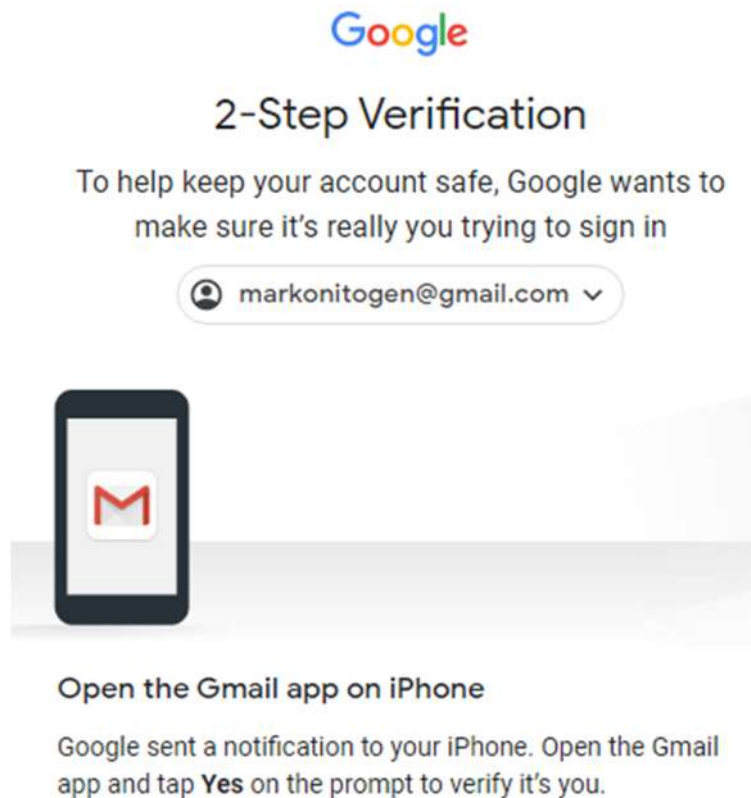 Google
2-Step Verification
To help keep your account safe, Google wants to
make sure it's really you trying to sign in
markonitogen@gmail.com
Open the Gmail app on iPhone
Google sent a notification to your iPhone. Open the Gmail
app and tap Yes on the prompt to verify it's you.